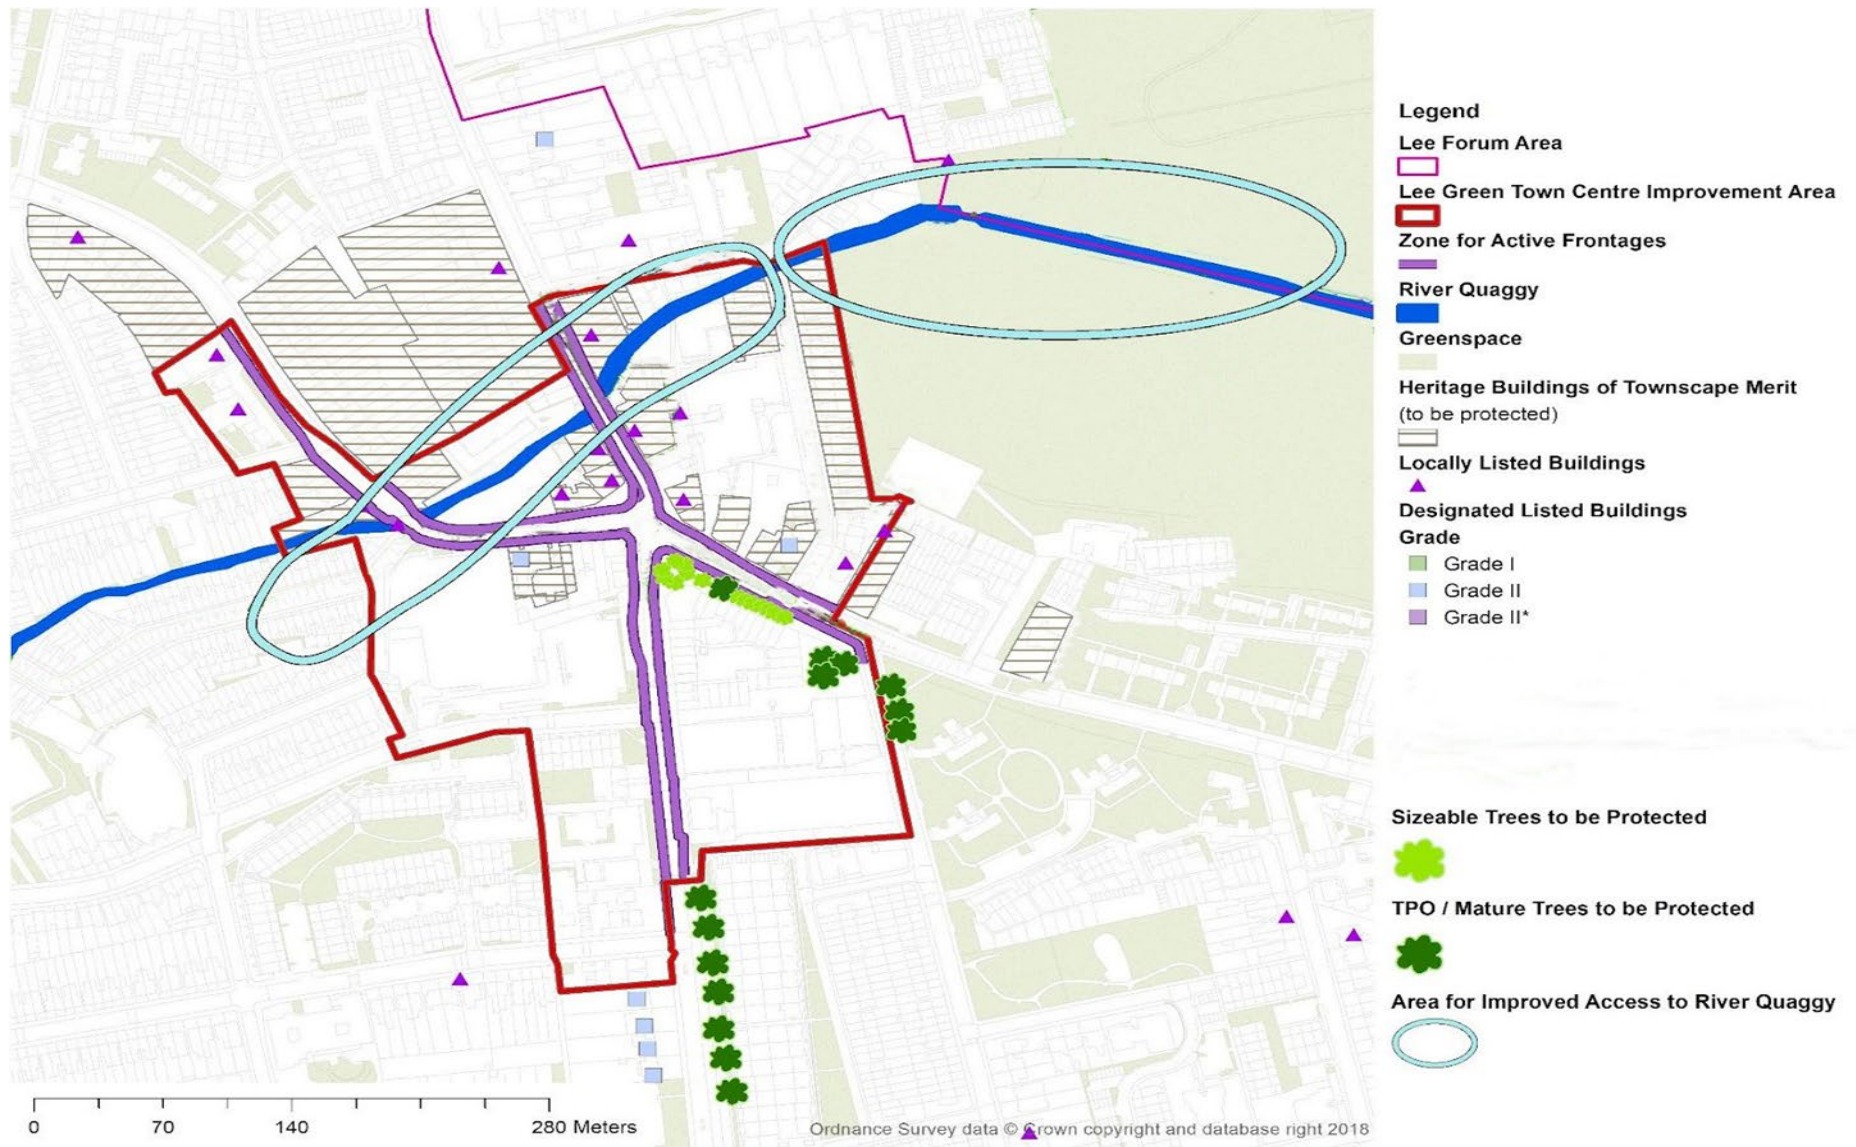 Legend
Lee Forum Area
Lee Green Town Centre Improvement Area
Zone for Active Frontages
River Quaggy
Greenspace
Heritage Buildings of Townscape Merit
(to be protected)
Locally Listed Buildings
Designated Listed Buildings
Grade
Grade I
Grade II
Grade II*
Sizeable Trees to be Protected
TPO / Mature Trees to be Protected
Area for Improved Access to River Quaggy
0 70 140 280 Meters
Ordnance Survey data © Crown copyright and database right 2018